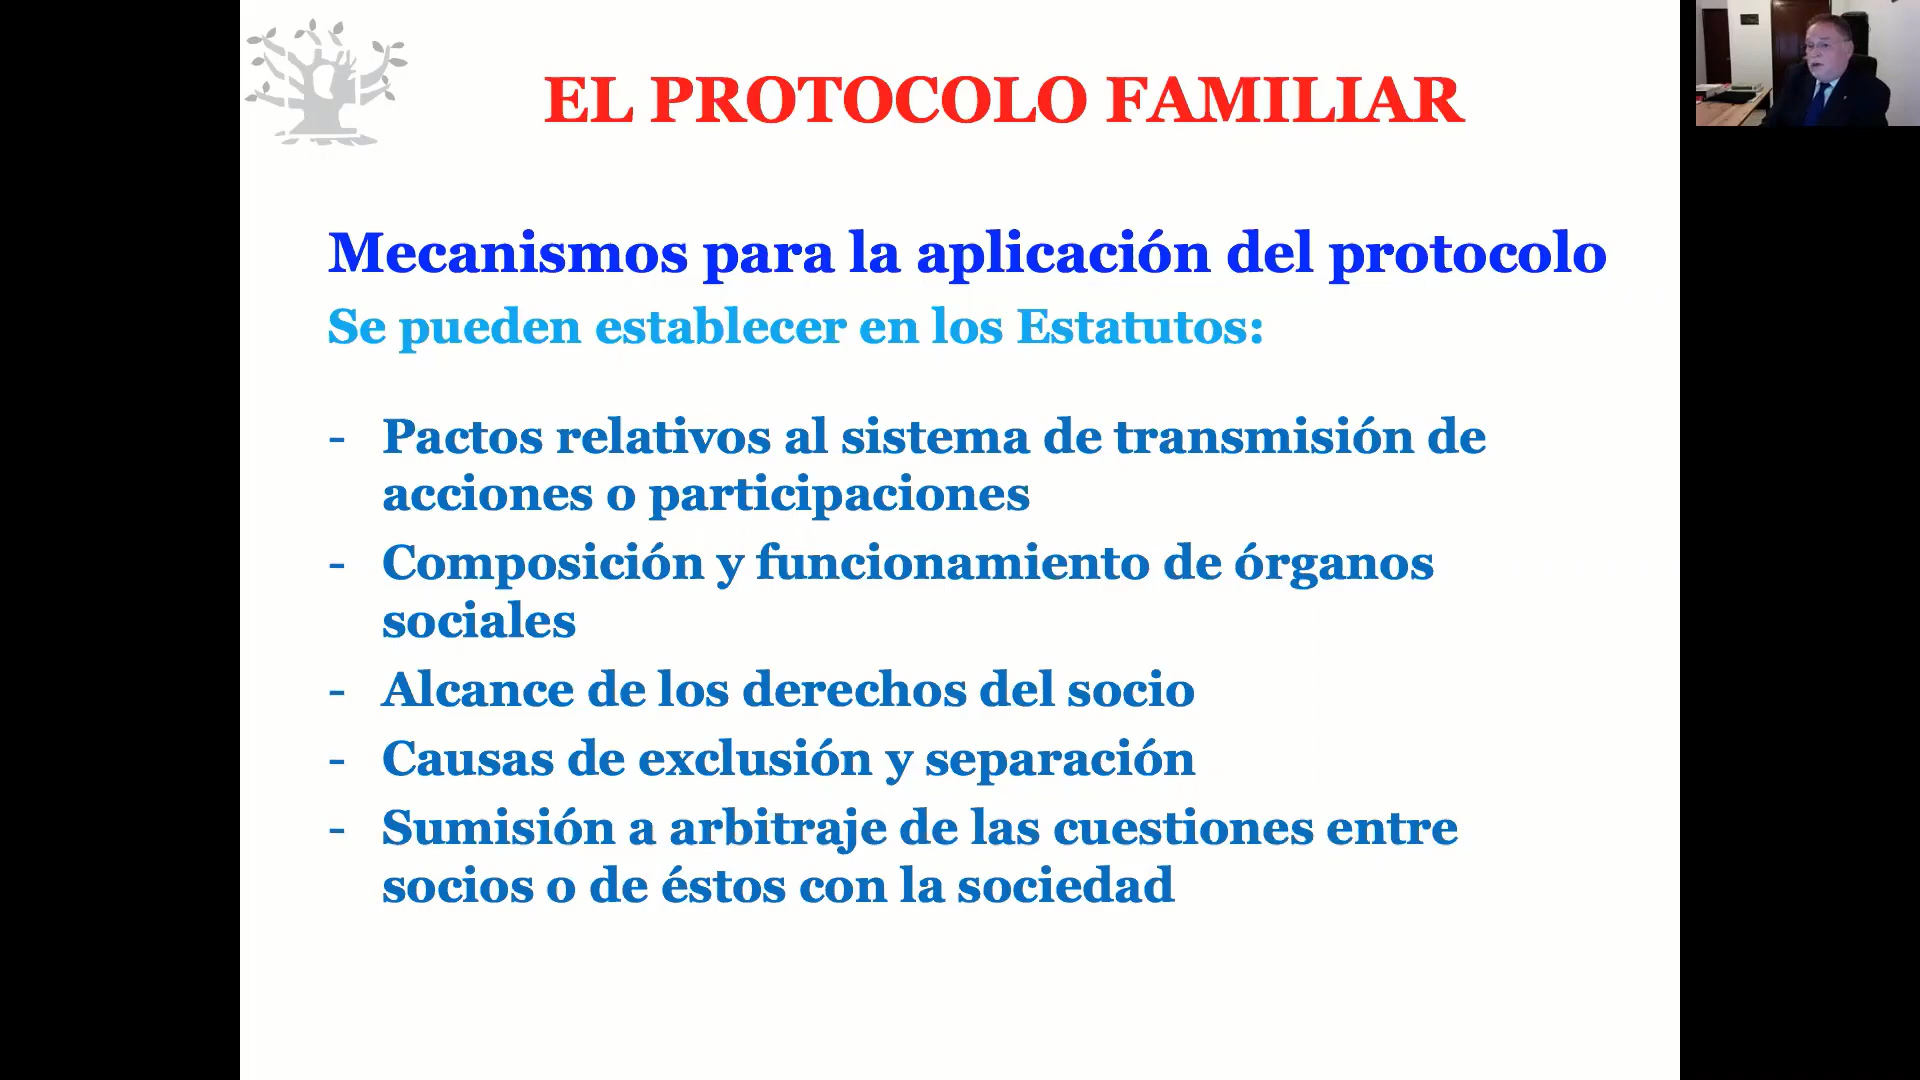 EL PROTOCOLO FAMILIAR
Mecanismos para la aplicación del protocolo
Se pueden establecer en los Estatutos:
- Pactos relativos al sistema de transmisión de
acciones o participaciones
- Composición y funcionamiento de órganos
sociales
- Alcance de los derechos del socio
- Causas de exclusión y separación
- Sumisión a arbitraje de las cuestiones entre
socios o de éstos con la sociedad